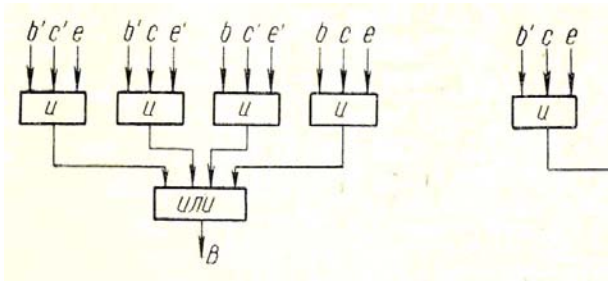 b' c' e b' c e' b c' e' b c e b' c e
и и и и и
или
B